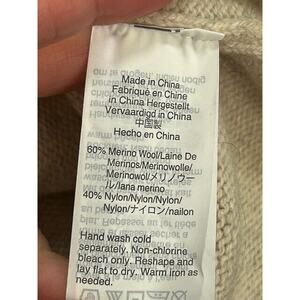 Made in China
Fabriqué en Chine
in China Hergestellt
Vervaardigd in China
中国製
Hecho en China
60% Merino Wool/Laine De
Merinos/Merinowolle/
Merinowol/メリノウー
ル/lana merino
40% Nylon/Nylon/Nylon/
Nylon/ナイロン/nailon
Hand wash cold
separately. Non-chlorine
bleach only. Reshape and
lay flat to dry. Warm iron as
needed.